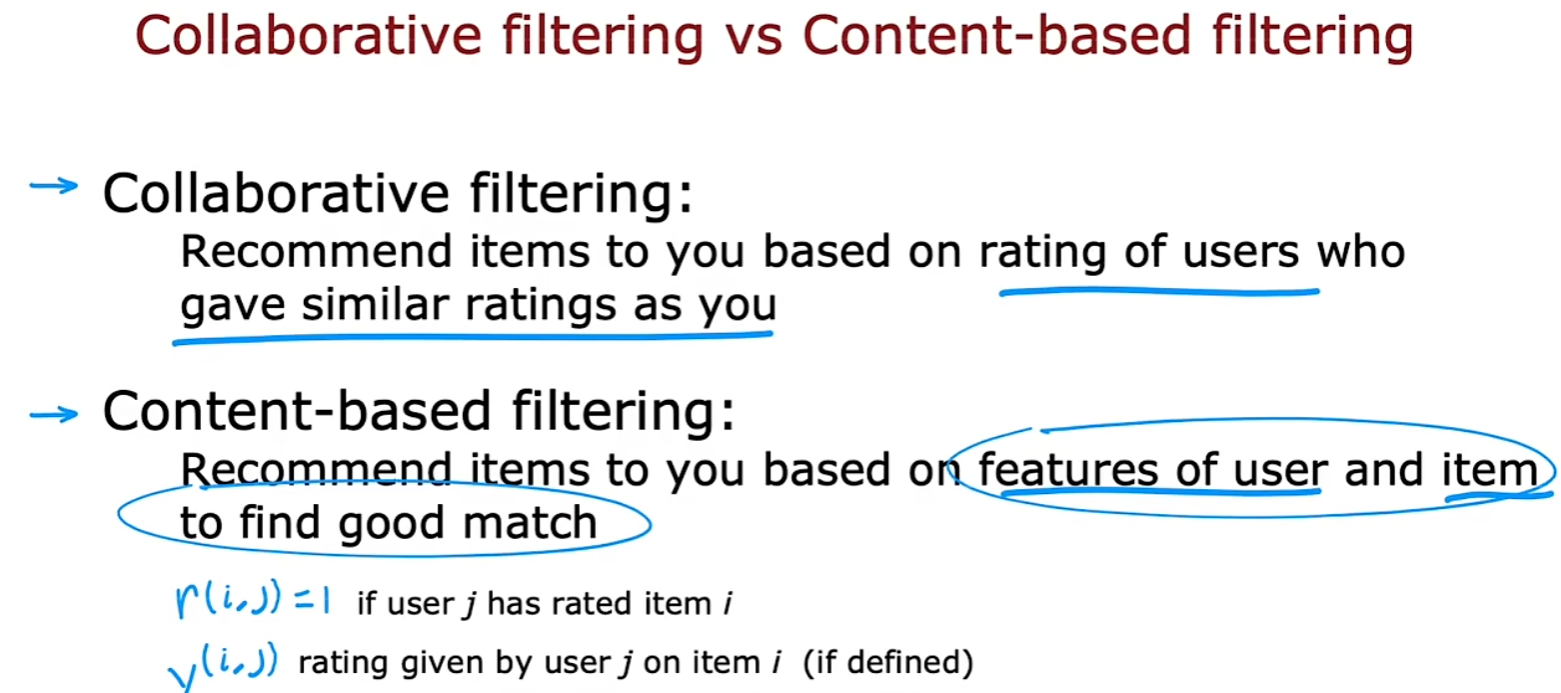 Collaborative filtering vs Content-based filtering
→ Collaborative filtering:
Recommend items to you based on rating of users who
gave similar ratings as you
→ Content-based filtering:
Recommend items to you based on features of user and item
to find good match
r(i,j) = 1 if user j has rated item i
y(i,j) rating given by user j on item i (if defined)